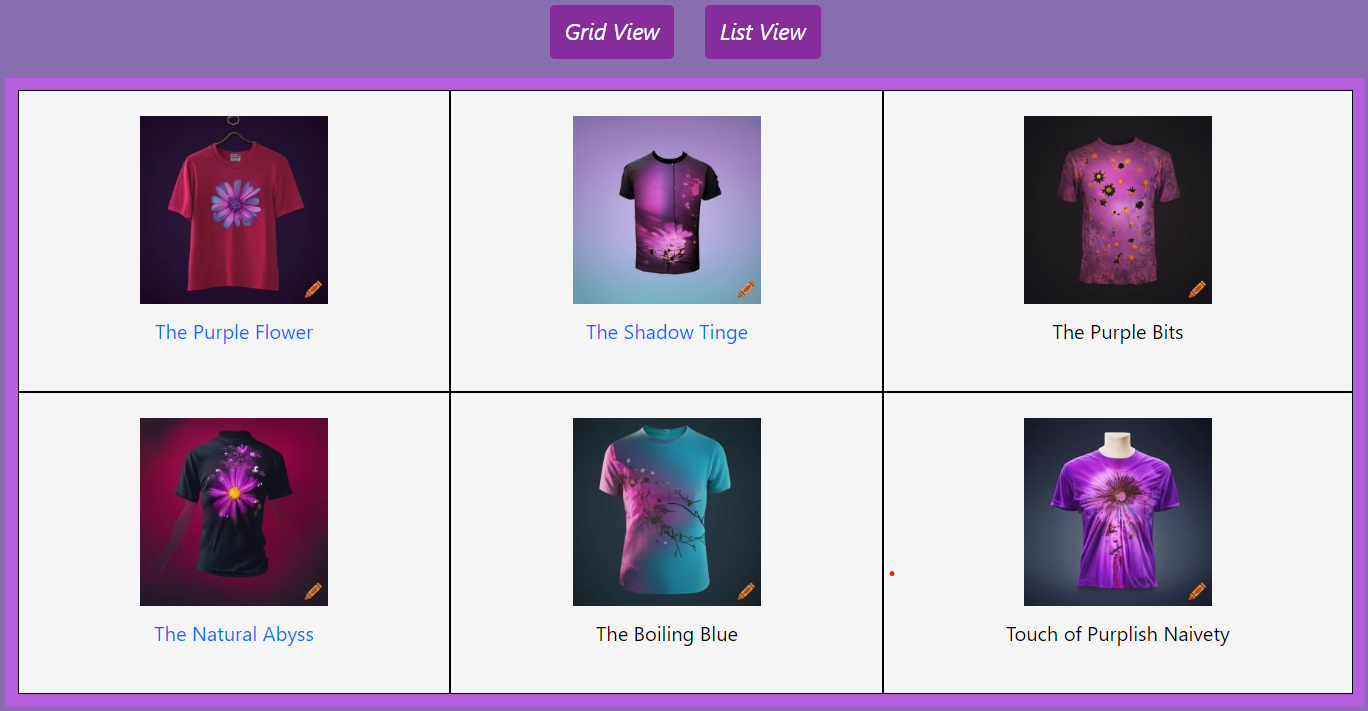 Grid View
List View
The Purple Flower
The Shadow Tinge
The Purple Bits
The Natural Abyss
The Boiling Blue
Touch of Purplish Naivety